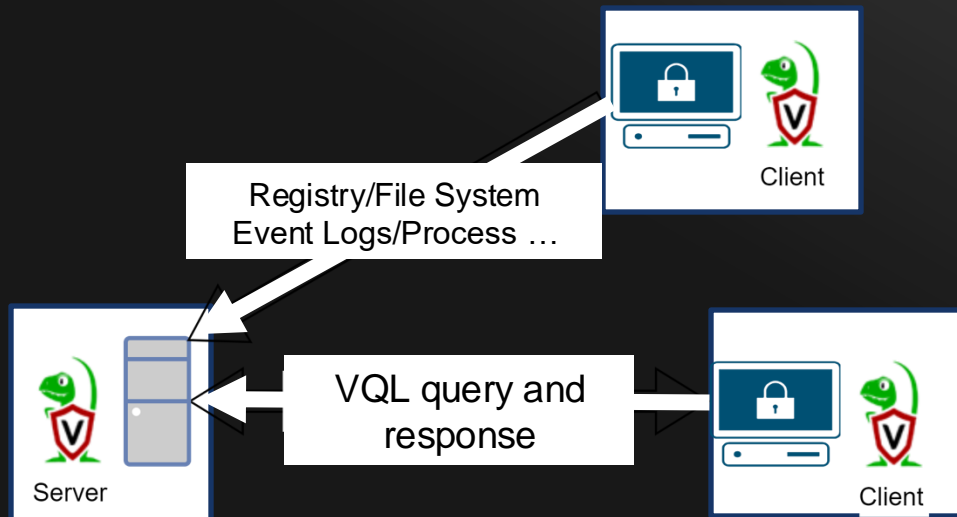 V
Client
Registry/File System
Event Logs/Process …
VQL query and
response
V
Server
V
Client